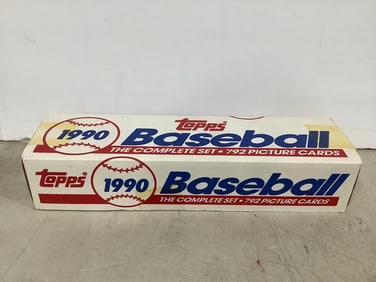 Topps
1990 Baseball
THE COMPLETE SET • 792 PICTURE CARDS
Topps
1990 Baseball
THE COMPLETE SET • 792 PICTURE CARDS